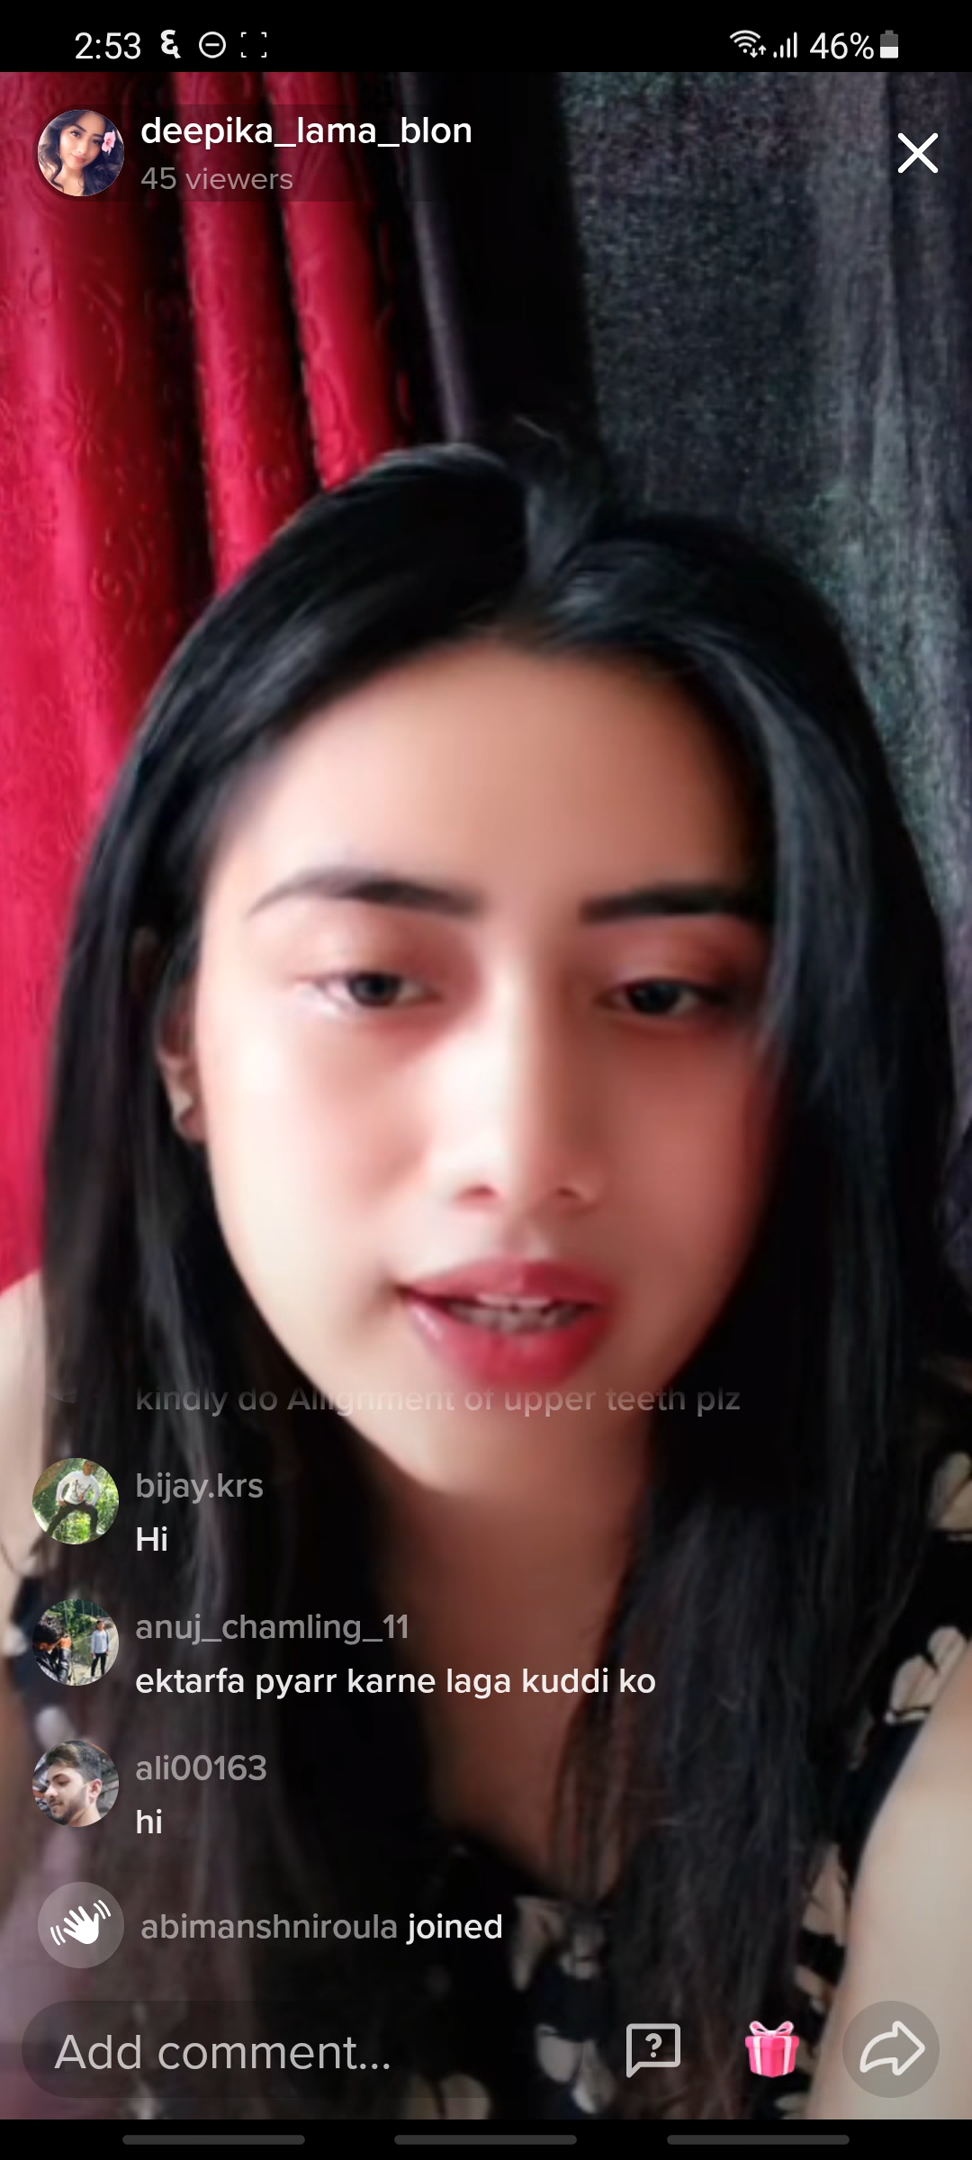 2:53
46%
deepika_lama_blon
45 viewers
kindly do Allignment of upper teeth plz
bijay.krs
Hi
anuj_chamling_11
ektarfa pyarr karne laga kuddi ko
ali00163
hi
abimanshniroula joined
Add comment...
?